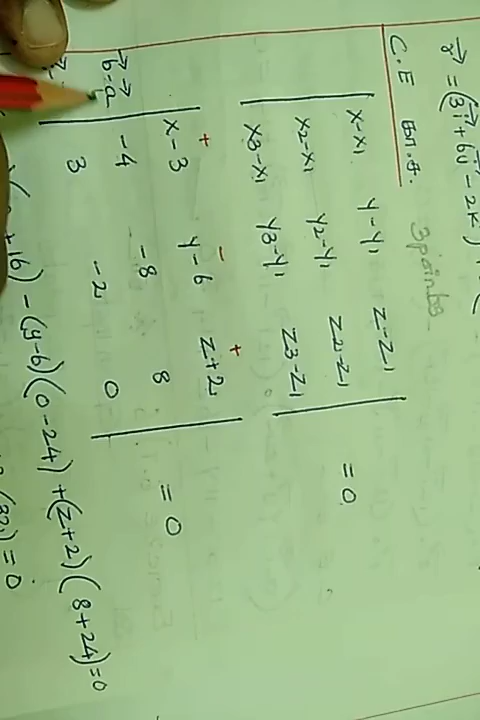 r⃗ = (3i⃗ + 6j⃗ - 2k⃗) + (
C.E
3 points
| x-x₁ y-y₁ z-z₁ |
| x₂-x₁ y₂-y₁ z₂-z₁ | = 0
| x₃-x₁ y₃-y₁ z₃-z₁ |
+ - +
| x-3 y-6 z+2 |
b⃗-a⃗ | -4 -8 8 | = 0
| 3 -2 0 |
+16) - (y-6)(0-24) + (z+2)(8+24)=0
(32) = 0